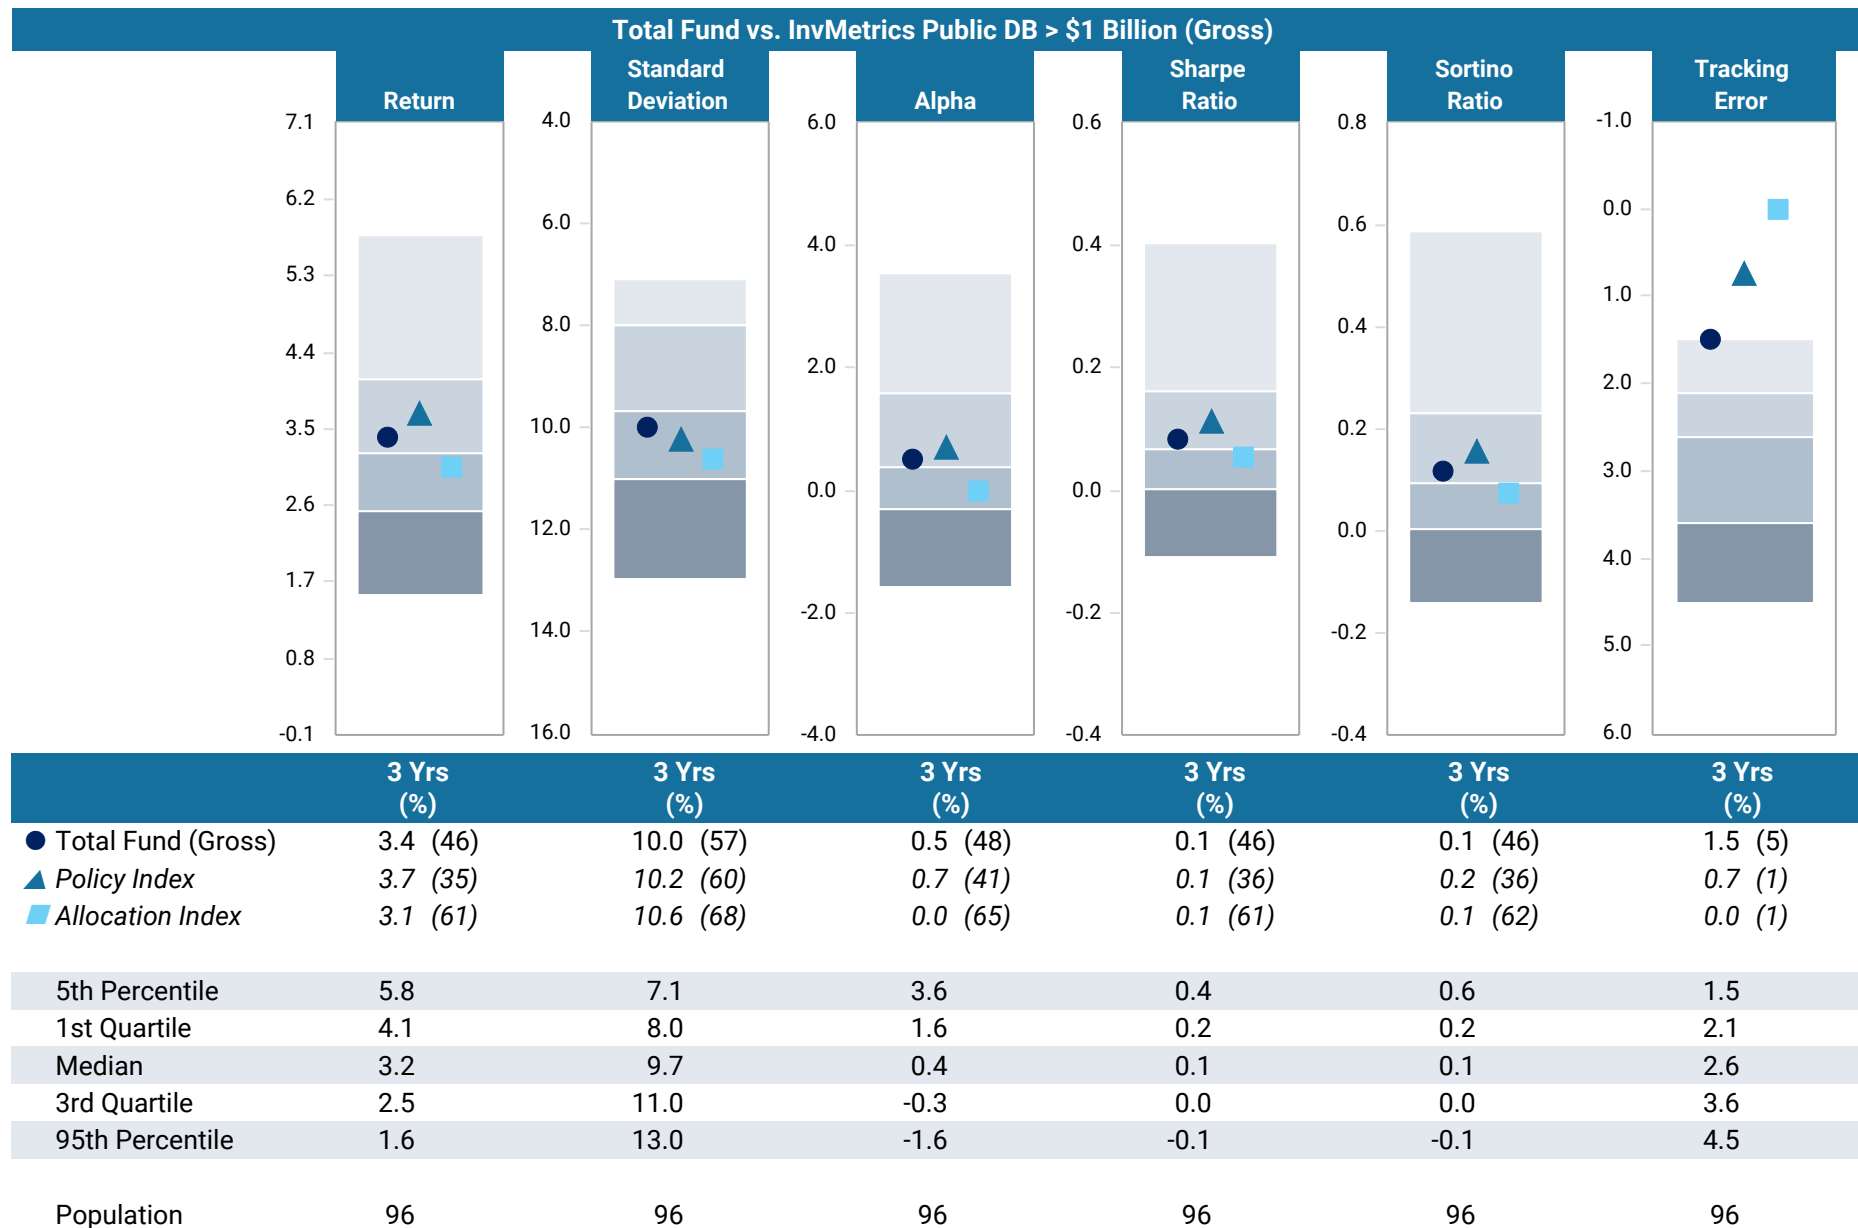 Total Fund vs. InvMetrics Public DB > $1 Billion (Gross)
Return
Standard
Deviation
Alpha
Sharpe
Ratio
Sortino
Ratio
Tracking
Error
7.1
6.2
5.3
4.4
3.5
2.6
1.7
0.8
-0.1
4.0
6.0
8.0
10.0
12.0
14.0
16.0
6.0
4.0
2.0
0.0
-2.0
-4.0
0.6
0.4
0.2
0.0
-0.2
-0.4
0.8
0.6
0.4
0.2
0.0
-0.2
-0.4
-1.0
0.0
1.0
2.0
3.0
4.0
5.0
6.0
3 Yrs 3 Yrs 3 Yrs 3 Yrs 3 Yrs 3 Yrs
(%) (%) (%) (%) (%) (%)
Total Fund (Gross) 3.4 (46) 10.0 (57) 0.5 (48) 0.1 (46) 0.1 (46) 1.5 (5)
Policy Index 3.7 (35) 10.2 (60) 0.7 (41) 0.1 (36) 0.2 (36) 0.7 (1)
Allocation Index 3.1 (61) 10.6 (68) 0.0 (65) 0.1 (61) 0.1 (62) 0.0 (1)
5th Percentile 5.8 7.1 3.6 0.4 0.6 1.5
1st Quartile 4.1 8.0 1.6 0.2 0.2 2.1
Median 3.2 9.7 0.4 0.1 0.1 2.6
3rd Quartile 2.5 11.0 -0.3 0.0 0.0 3.6
95th Percentile 1.6 13.0 -1.6 -0.1 -0.1 4.5
Population 96 96 96 96 96 96